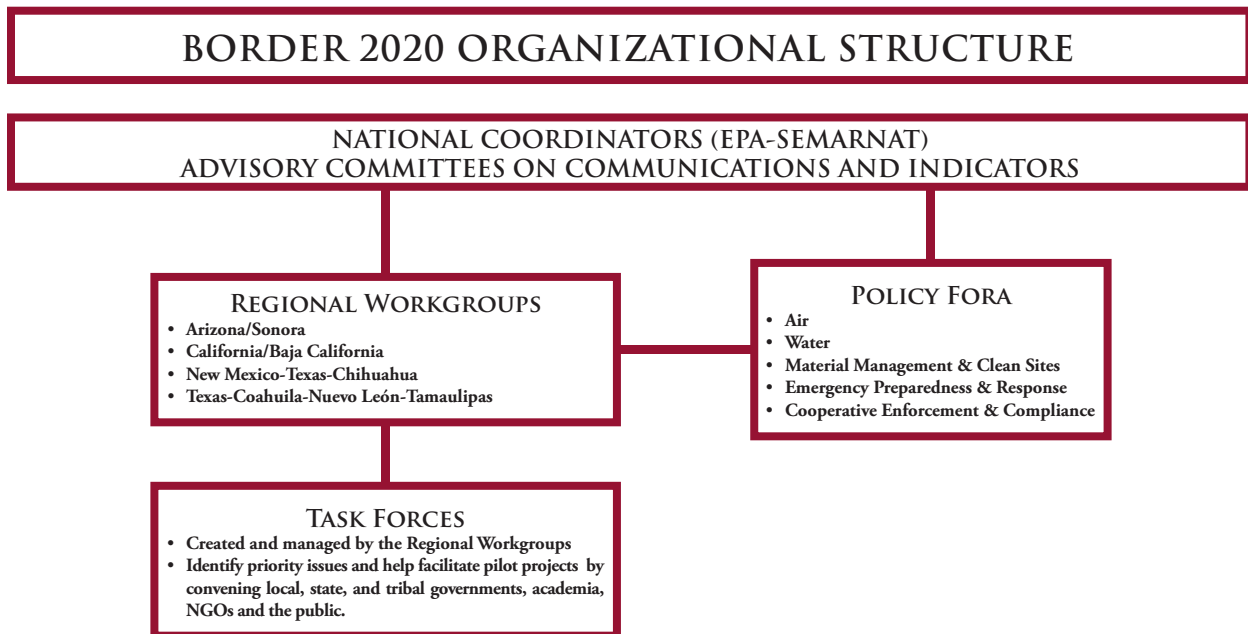 BORDER 2020 ORGANIZATIONAL STRUCTURE
NATIONAL COORDINATORS (EPA-SEMARNAT)
ADVISORY COMMITTEES ON COMMUNICATIONS AND INDICATORS
REGIONAL WORKGROUPS
• Arizona/Sonora
• California/Baja California
• New Mexico-Texas-Chihuahua
• Texas-Coahuila-Nuevo León-Tamaulipas
POLICY FORA
• Air
• Water
• Material Management & Clean Sites
• Emergency Preparedness & Response
• Cooperative Enforcement & Compliance
TASK FORCES
• Created and managed by the Regional Workgroups
• Identify priority issues and help facilitate pilot projects by
convening local, state, and tribal governments, academia,
NGOs and the public.